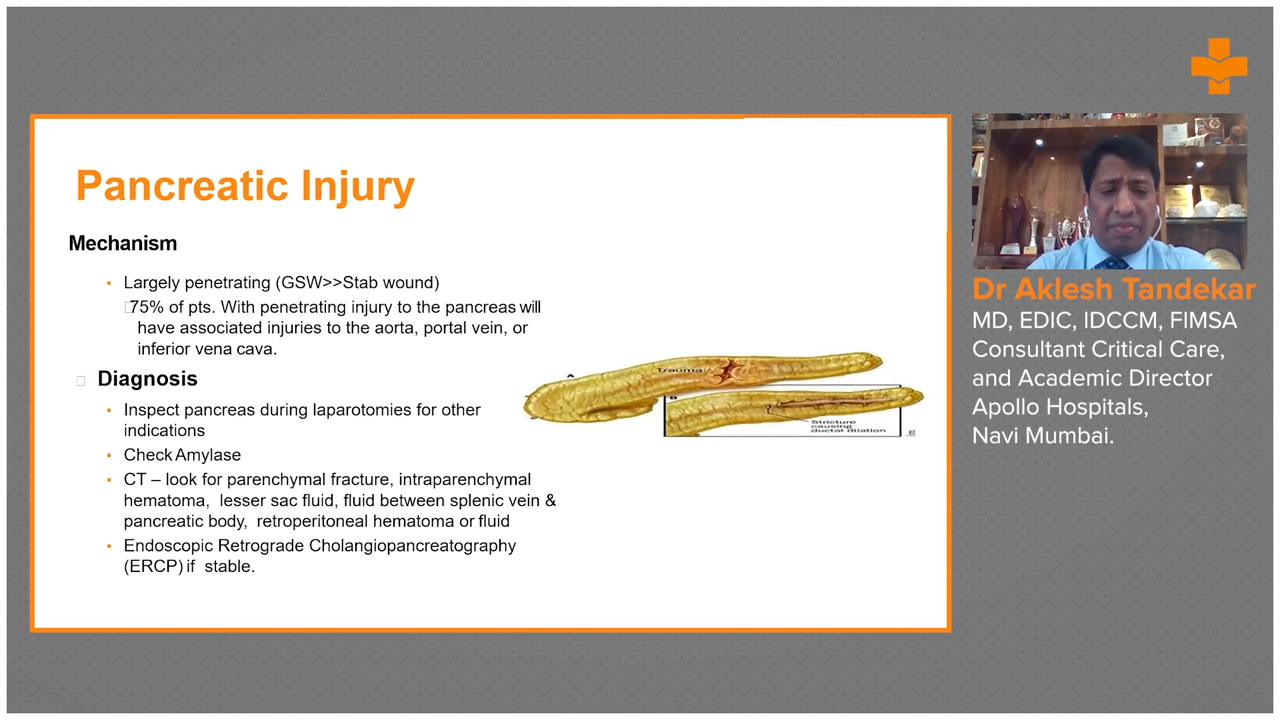 Pancreatic Injury
Mechanism
• Largely penetrating (GSW>>Stab wound)
75% of pts. With penetrating injury to the pancreas will
have associated injuries to the aorta, portal vein, or
inferior vena cava.
Diagnosis
• Inspect pancreas during laparotomies for other
indications
• Check Amylase
• CT – look for parenchymal fracture, intraparenchymal
hematoma, lesser sac fluid, fluid between splenic vein &
pancreatic body, retroperitoneal hematoma or fluid
• Endoscopic Retrograde Cholangiopancreatography
(ERCP) if stable.
A
Trauma
B
Stricture
causing
ductal dilation
Dr Aklesh Tandekar
MD, EDIC, IDCCM, FIMSA
Consultant Critical Care,
and Academic Director
Apollo Hospitals,
Navi Mumbai.